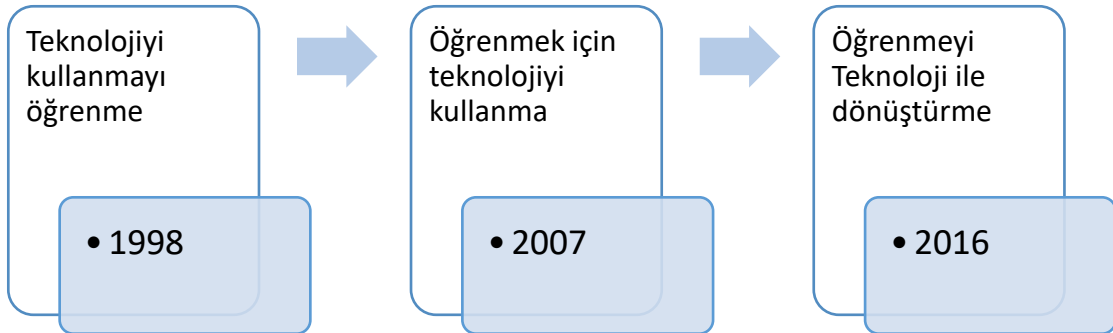 Teknolojiyi
kullanmayı
öğrenme
• 1998
Öğrenmek için
teknolojiyi
kullanma
• 2007
Öğrenmeyi
Teknoloji ile
dönüştürme
• 2016